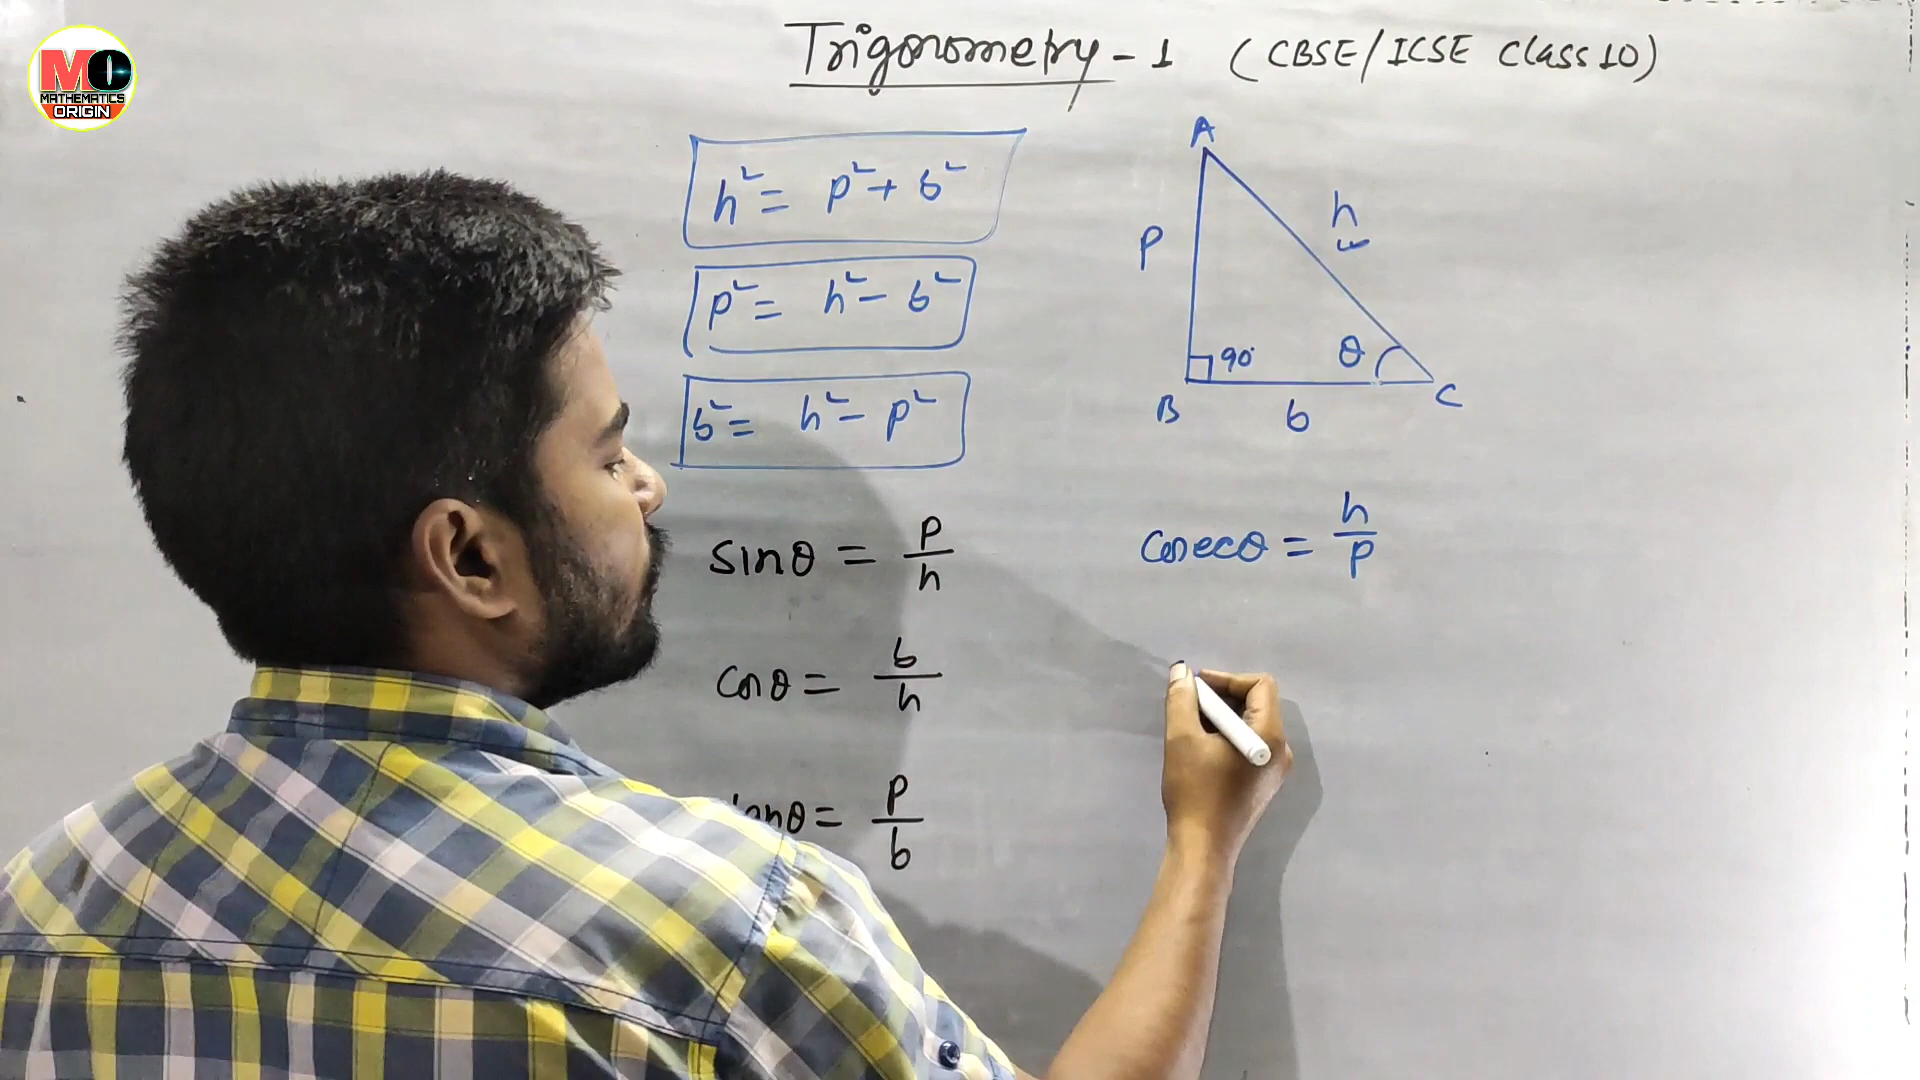 MO
MATHEMATICS
ORIGIN
Trigonometry - 1 (CBSE/ICSE Class 10)
h² = p² + b²
p² = h² - b²
b² = h² - p²
A
p
h
90°
θ
B
b
C
sinθ = p/h
cosecθ = h/p
cosθ = b/h
tanθ = p/b